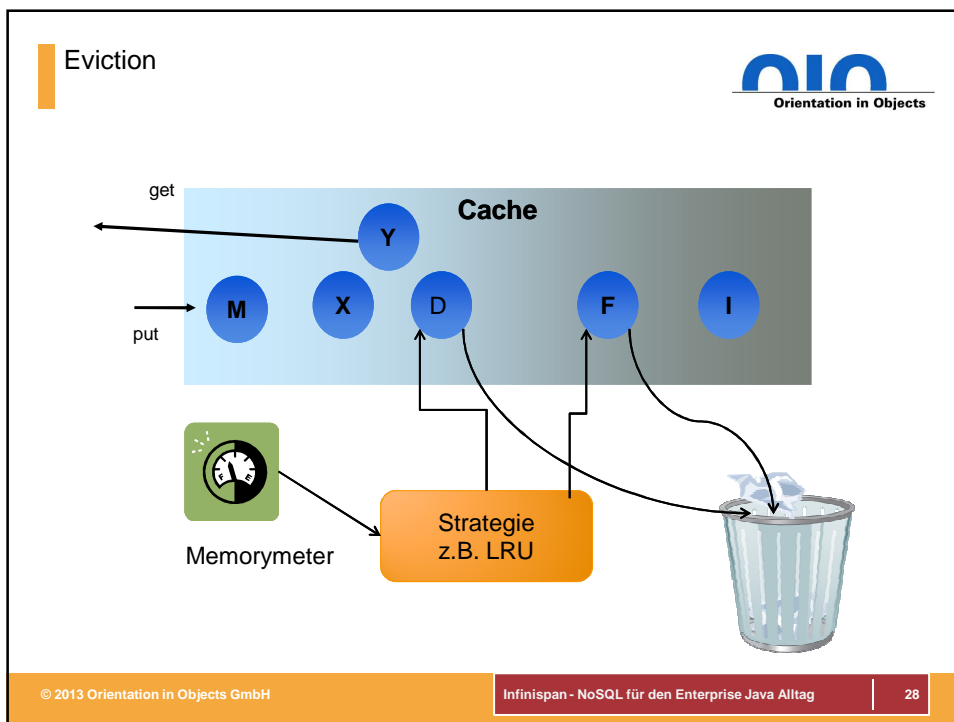 Eviction
OIO
Orientation in Objects
get
Cache
Y
put
M
X
D
F
I
F
E
Memorymeter
Strategie
z.B. LRU
© 2013 Orientation in Objects GmbH
Infinispan - NoSQL für den Enterprise Java Alltag
28